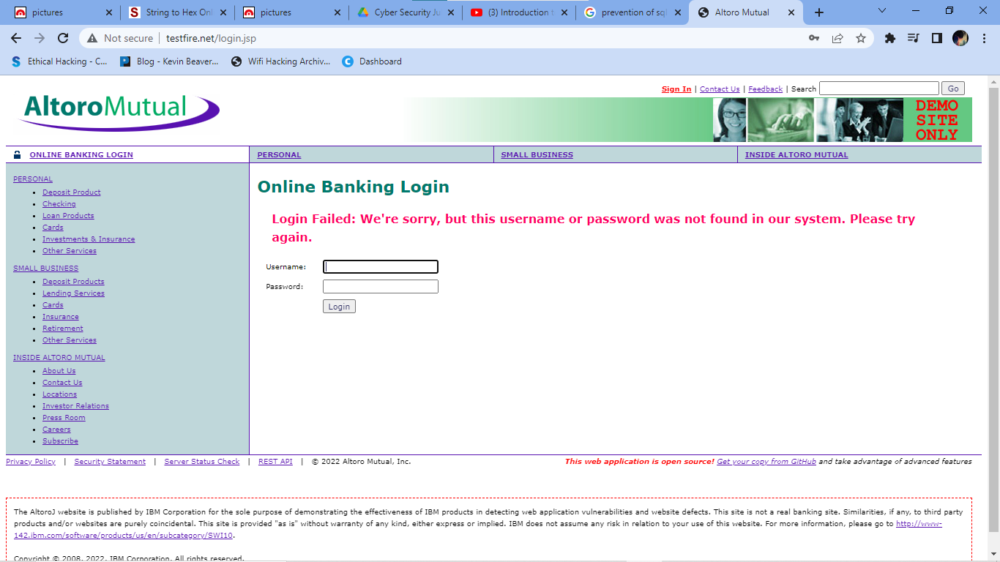 pictures
String to Hex Onl
pictures
Cyber Security Ju
(3) Introduction t
prevention of sql
Altoro Mutual
Not secure | testfire.net/login.jsp
Ethical Hacking - C...
Blog - Kevin Beaver...
Wifi Hacking Archiv...
Dashboard
AltoroMutual
Sign In | Contact Us | Feedback | Search Go
DEMO
SITE
ONLY
ONLINE BANKING LOGIN
PERSONAL
SMALL BUSINESS
INSIDE ALTORO MUTUAL
PERSONAL
Deposit Product
Checking
Loan Products
Cards
Investments & Insurance
Other Services
SMALL BUSINESS
Deposit Products
Lending Services
Cards
Insurance
Retirement
Other Services
INSIDE ALTORO MUTUAL
About Us
Contact Us
Locations
Investor Relations
Press Room
Careers
Subscribe
Online Banking Login
Login Failed: We're sorry, but this username or password was not found in our system. Please try
again.
Username:
Password:
Login
Privacy Policy | Security Statement | Server Status Check | REST API | © 2022 Altoro Mutual, Inc.
This web application is open source! Get your copy from GitHub and take advantage of advanced features
The AltoroJ website is published by IBM Corporation for the sole purpose of demonstrating the effectiveness of IBM products in detecting web application vulnerabilities and website defects. This site is not a real banking site. Similarities, if any, to third party
products and/or websites are purely coincidental. This site is provided "as is" without warranty of any kind, either express or implied. IBM does not assume any risk in relation to your use of this website. For more information, please go to http://www-
142.ibm.com/software/products/us/en/subcategory/SWI10.
Copyright © 2008, 2022, IBM Corporation, All rights reserved.